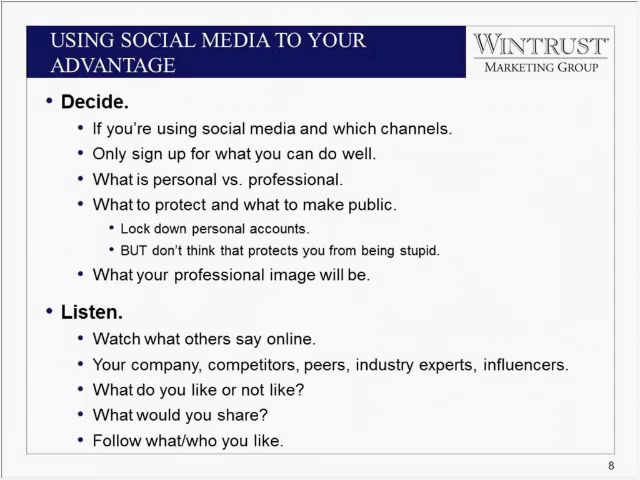 USING SOCIAL MEDIA TO YOUR
ADVANTAGE
WINTRUST®
MARKETING GROUP
• Decide.
• If you're using social media and which channels.
• Only sign up for what you can do well.
• What is personal vs. professional.
• What to protect and what to make public.
• Lock down personal accounts.
• BUT don't think that protects you from being stupid.
• What your professional image will be.
• Listen.
• Watch what others say online.
• Your company, competitors, peers, industry experts, influencers.
• What do you like or not like?
• What would you share?
• Follow what/who you like.
8